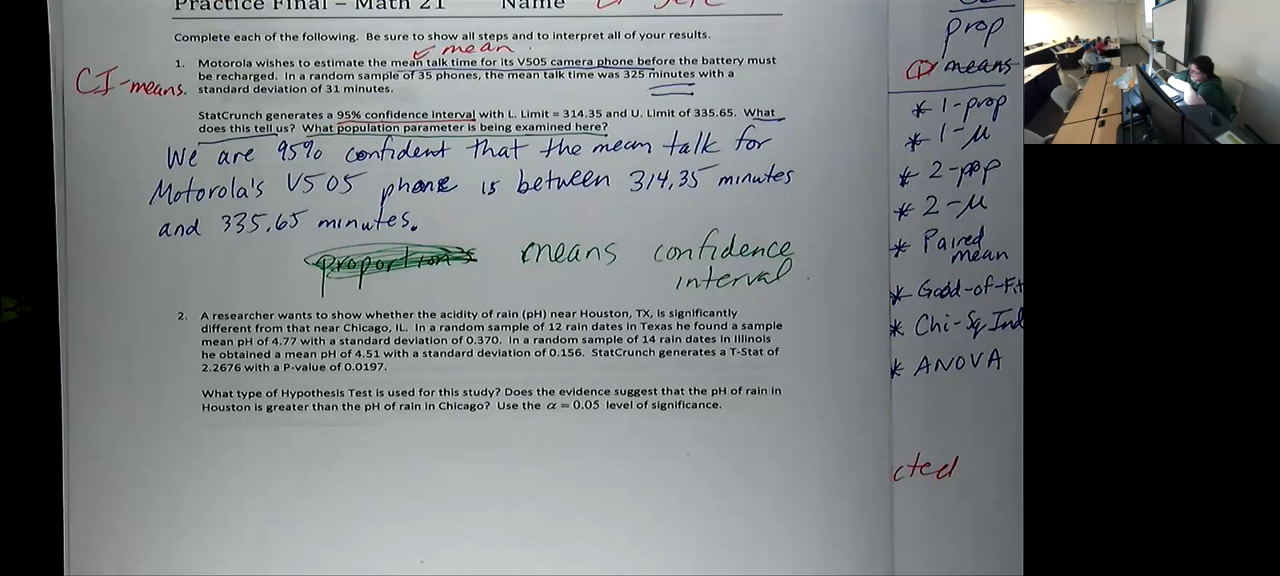 Practice Final – Math 21 Name
Complete each of the following. Be sure to show all steps and to interpret all of your results.
mean
CI-means.
1. Motorola wishes to estimate the mean talk time for its V505 camera phone before the battery must
be recharged. In a random sample of 35 phones, the mean talk time was 325 minutes with a
standard deviation of 31 minutes.
StatCrunch generates a 95% confidence interval with L. Limit = 314.35 and U. Limit of 335.65. What
does this tell us? What population parameter is being examined here?
We are 95% confident that the mean talk for
Motorola's V505 phone is between 314.35 minutes
and 335.65 minutes.
proportions means confidence
interval
2. A researcher wants to show whether the acidity of rain (pH) near Houston, TX, is significantly
different from that near Chicago, IL. In a random sample of 12 rain dates in Texas he found a sample
mean pH of 4.77 with a standard deviation of 0.370. In a random sample of 14 rain dates in Illinois
he obtained a mean pH of 4.51 with a standard deviation of 0.156. StatCrunch generates a T-Stat of
2.2676 with a P-value of 0.0197.
What type of Hypothesis Test is used for this study? Does the evidence suggest that the pH of rain in
Houston is greater than the pH of rain in Chicago? Use the α = 0.05 level of significance.
prop
means
* 1-prop
* 1-μ
* 2-prop
* 2-μ
* Paired
mean
* Good-of-Fit
* Chi-Sq Ind
* ANOVA
cted